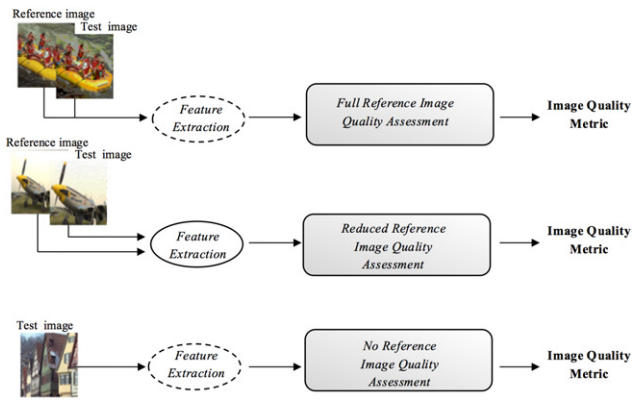 Reference image
Test image
Feature
Extraction
Full Reference Image
Quality Assessment
Image Quality
Metric
Reference image
Test image
Feature
Extraction
Reduced Reference
Image Quality
Assessment
Image Quality
Metric
Test image
Feature
Extraction
No Reference
Image Quality
Assessment
Image Quality
Metric